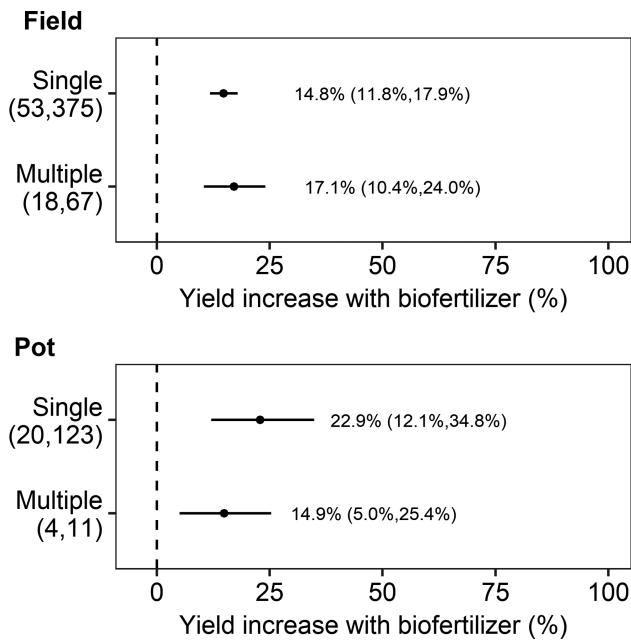 Field
Single
(53,375)
14.8% (11.8%,17.9%)
Multiple
(18,67)
17.1% (10.4%,24.0%)
0 25 50 75 100
Yield increase with biofertilizer (%)
Pot
Single
(20,123)
22.9% (12.1%,34.8%)
Multiple
(4,11)
14.9% (5.0%,25.4%)
0 25 50 75 100
Yield increase with biofertilizer (%)